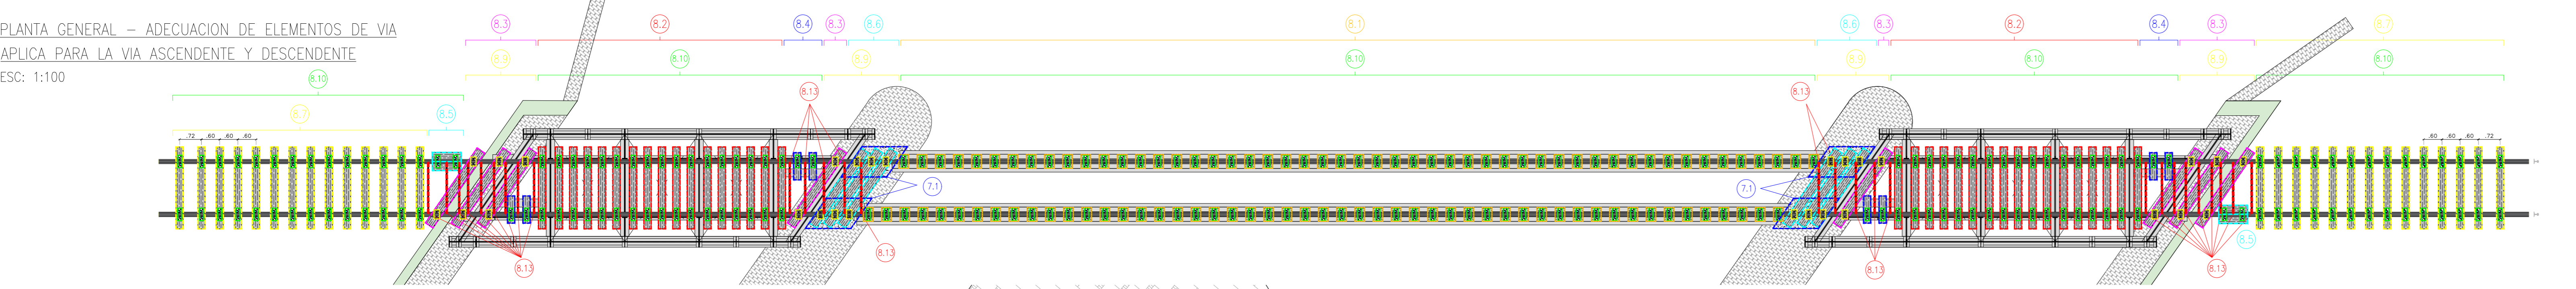 PLANTA GENERAL – ADECUACION DE ELEMENTOS DE VIA
APLICA PARA LA VIA ASCENDENTE Y DESCENDENTE
ESC: 1:100
8.3 8.2 8.4 8.3 8.6 8.1 8.6 8.3 8.2 8.4 8.3 8.7
8.9 8.10 8.9 8.10 8.9 8.10 8.9 8.10
8.10
8.13 8.13
8.7 8.5
.72 .60 .60 .60 .60 .60 .60 .72
7.1 7.1
8.5
8.13 8.13 8.13 8.13